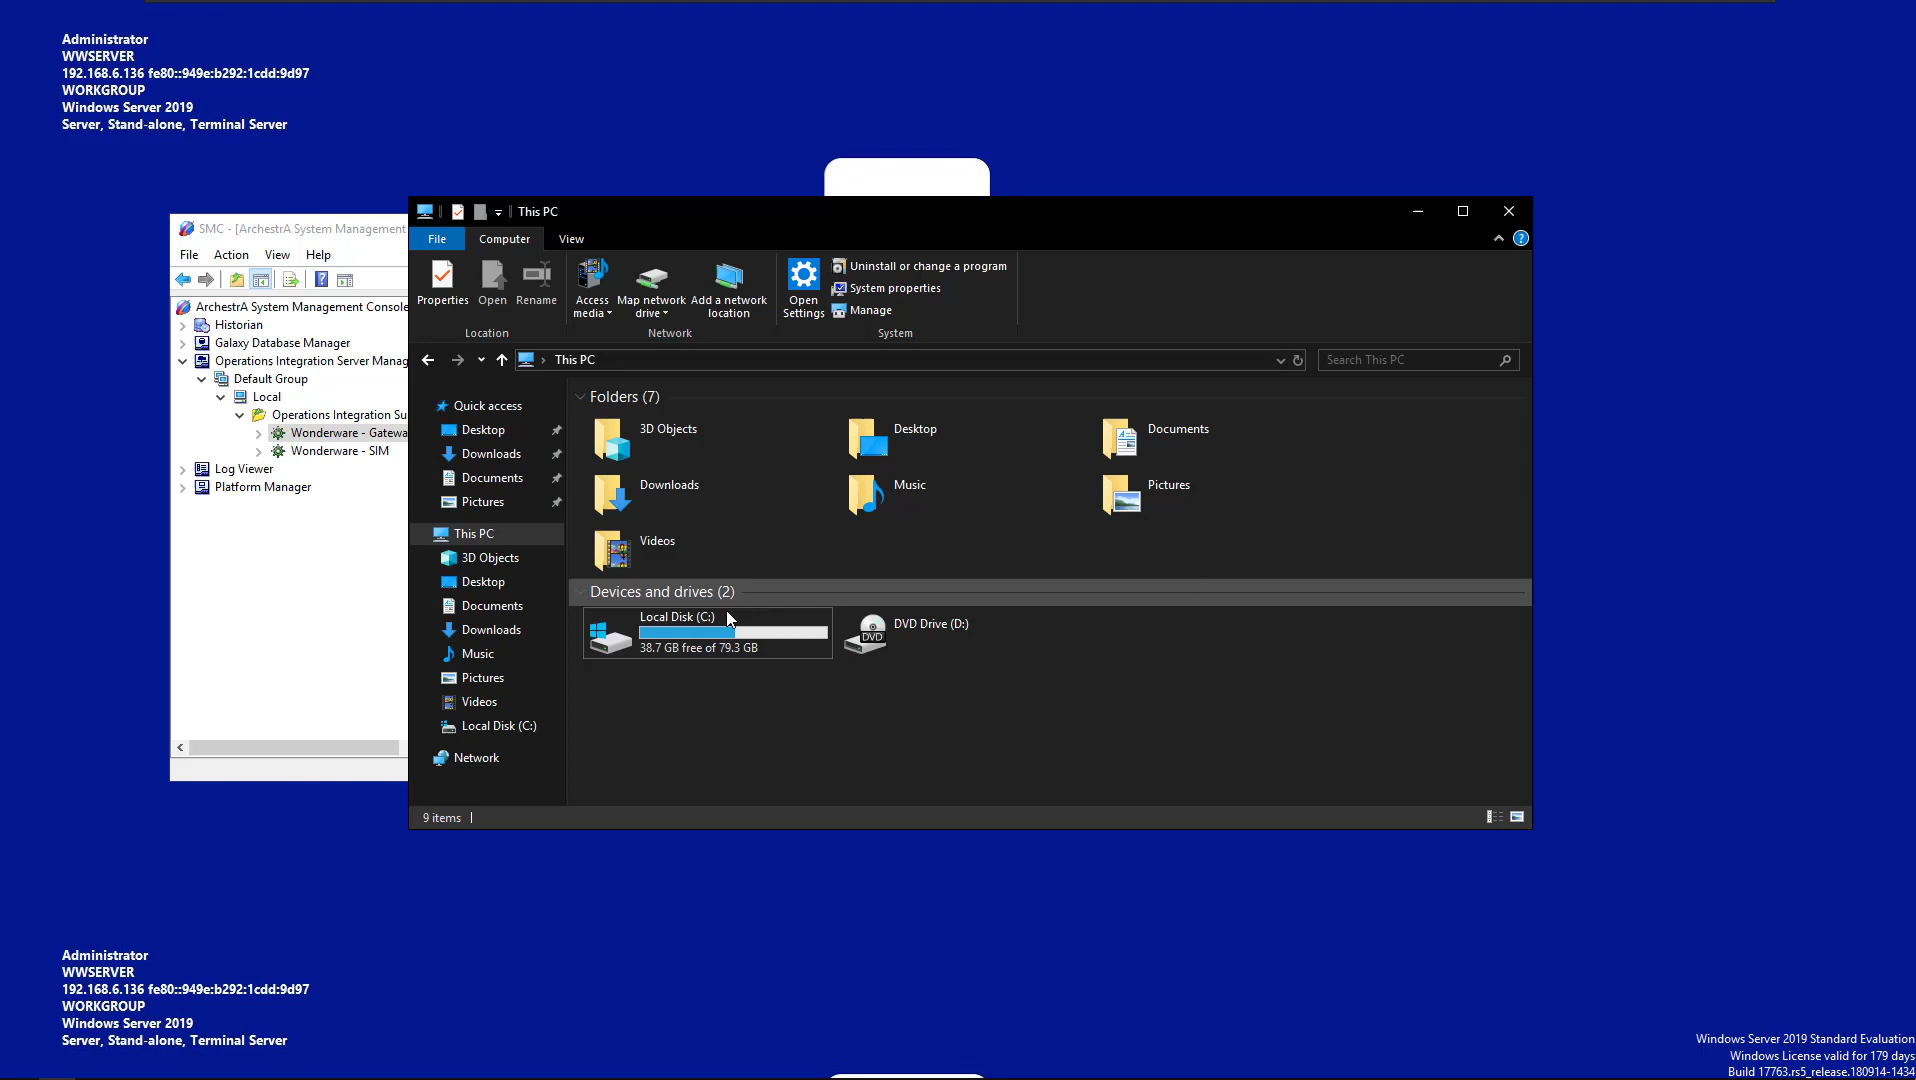 Administrator
WWSERVER
192.168.6.136 fe80::949e:b292:1cdd:9d97
WORKGROUP
Windows Server 2019
Server, Stand-alone, Terminal Server
SMC - [ArchestrA System Management
File Action View Help
ArchestrA System Management Console
Historian
Galaxy Database Manager
Operations Integration Server Manag
Default Group
Local
Operations Integration Su
Wonderware - Gatewa
Wonderware - SIM
Log Viewer
Platform Manager
This PC
File Computer View
Properties
Open
Rename
Location
Access media
Map network drive
Add a network location
Network
Open Settings
Uninstall or change a program
System properties
Manage
System
This PC
Search This PC
Quick access
Desktop
Downloads
Documents
Pictures
This PC
3D Objects
Desktop
Documents
Downloads
Music
Pictures
Videos
Local Disk (C:)
Network
Folders (7)
3D Objects
Desktop
Documents
Downloads
Music
Pictures
Videos
Devices and drives (2)
Local Disk (C:)
38.7 GB free of 79.3 GB
DVD Drive (D:)
DVD
9 items
Administrator
WWSERVER
192.168.6.136 fe80::949e:b292:1cdd:9d97
WORKGROUP
Windows Server 2019
Server, Stand-alone, Terminal Server
Windows Server 2019 Standard Evaluation
Windows License valid for 179 days
Build 17763.rs5_release.180914-1434